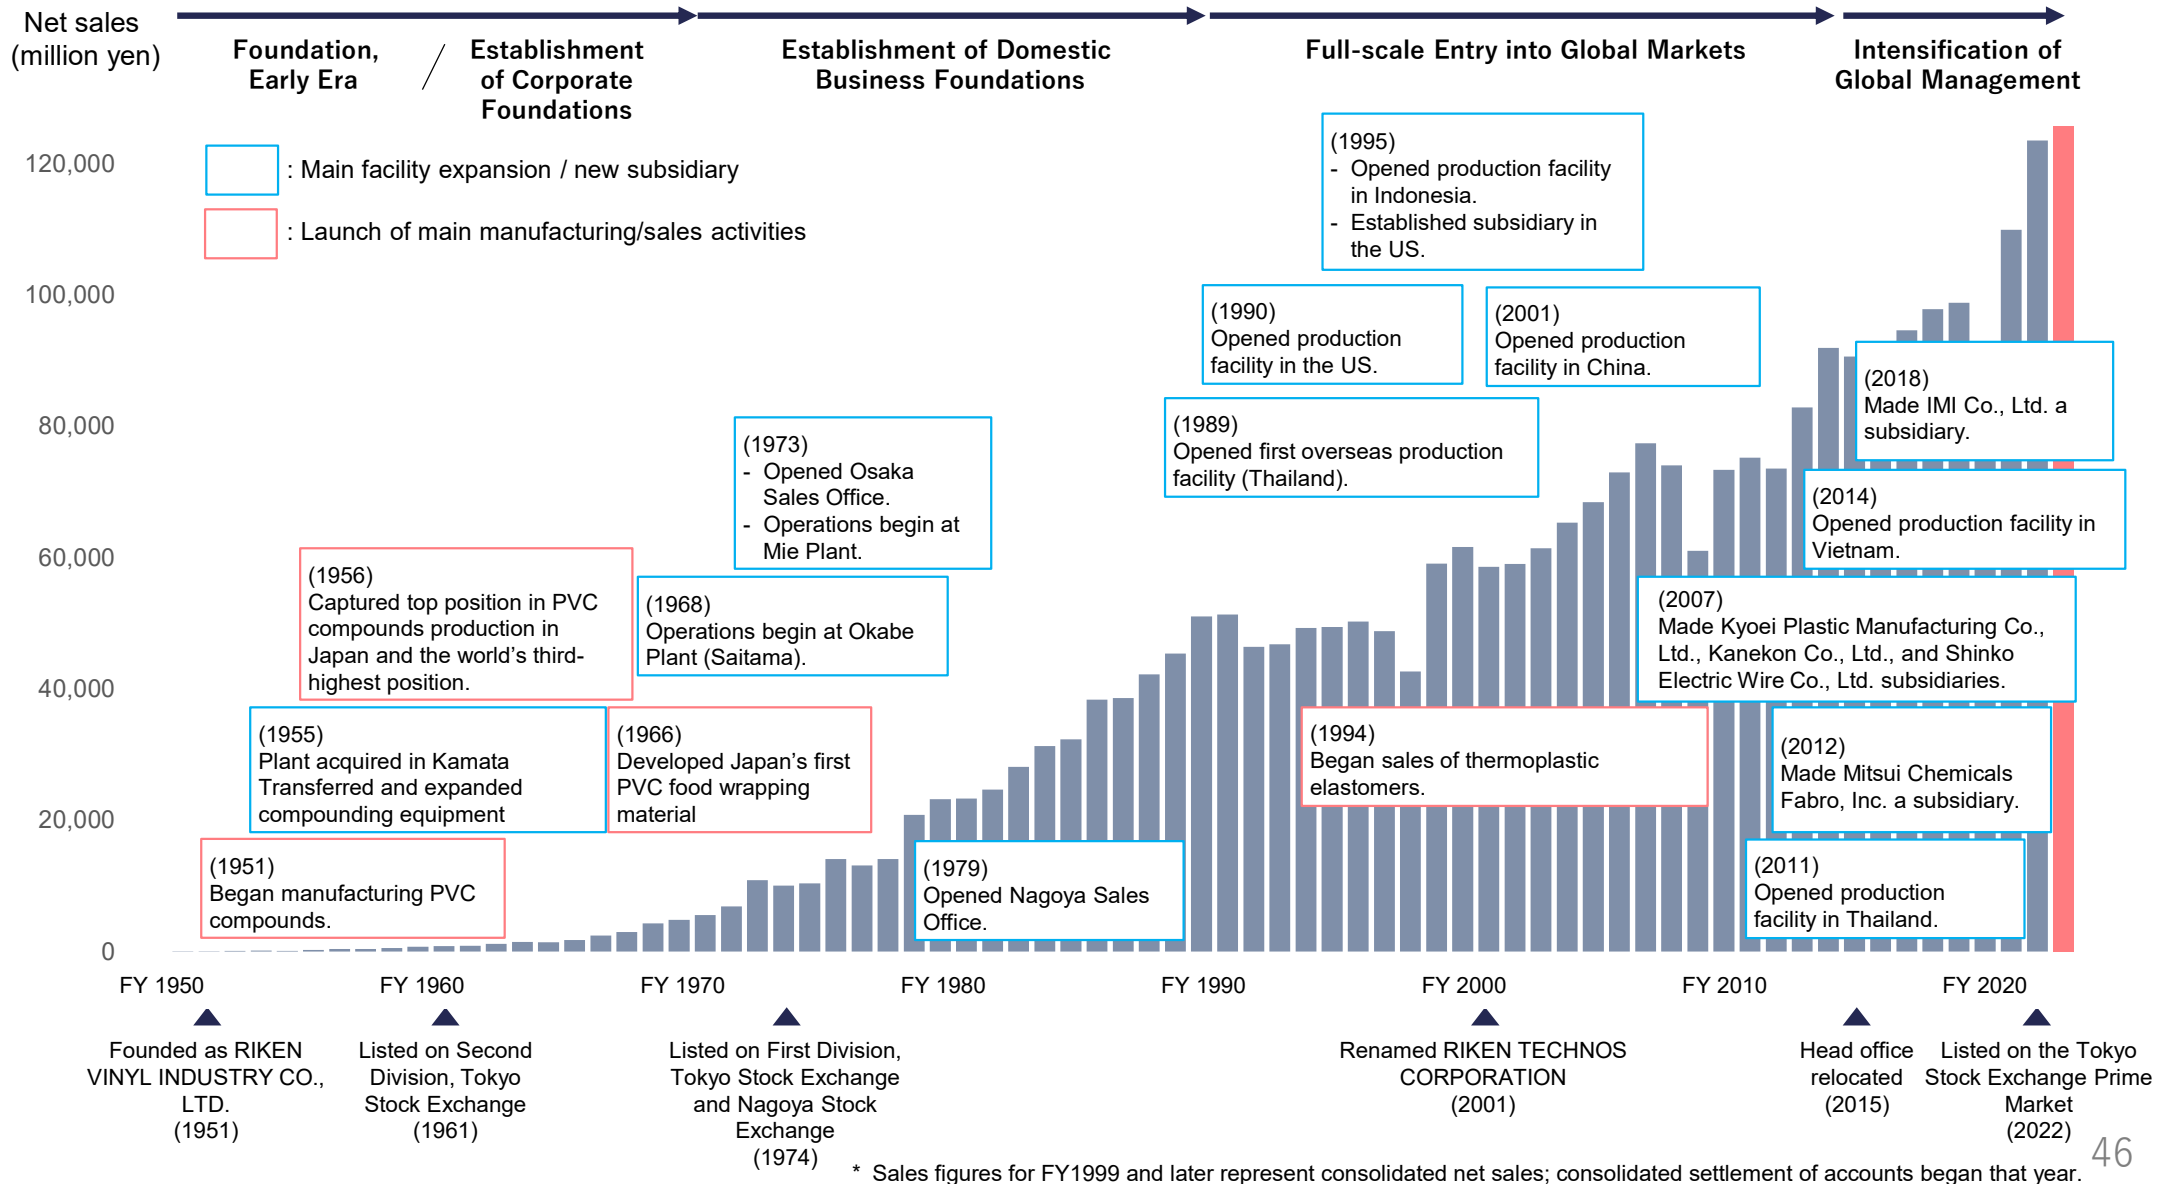 Net sales
(million yen)
Foundation,
Early Era
Establishment
of Corporate
Foundations
Establishment of Domestic
Business Foundations
Full-scale Entry into Global Markets
Intensification of
Global Management
: Main facility expansion / new subsidiary
: Launch of main manufacturing/sales activities
120,000
100,000
80,000
60,000
40,000
20,000
0
(1951)
Began manufacturing PVC
compounds.
(1955)
Plant acquired in Kamata
Transferred and expanded
compounding equipment
(1956)
Captured top position in PVC
compounds production in
Japan and the world’s third-
highest position.
(1966)
Developed Japan’s first
PVC food wrapping
material
(1968)
Operations begin at Okabe
Plant (Saitama).
(1973)
- Opened Osaka
Sales Office.
- Operations begin at
Mie Plant.
(1979)
Opened Nagoya Sales
Office.
(1989)
Opened first overseas production
facility (Thailand).
(1990)
Opened production
facility in the US.
(1995)
- Opened production facility
in Indonesia.
- Established subsidiary in
the US.
(2001)
Opened production
facility in China.
(1994)
Began sales of thermoplastic
elastomers.
(2018)
Made IMI Co., Ltd. a
subsidiary.
(2014)
Opened production facility in
Vietnam.
(2007)
Made Kyoei Plastic Manufacturing Co.,
Ltd., Kanekon Co., Ltd., and Shinko
Electric Wire Co., Ltd. subsidiaries.
(2012)
Made Mitsui Chemicals
Fabro, Inc. a subsidiary.
(2011)
Opened production
facility in Thailand.
FY 1950
FY 1960
FY 1970
FY 1980
FY 1990
FY 2000
FY 2010
FY 2020
Founded as RIKEN
VINYL INDUSTRY CO.,
LTD.
(1951)
Listed on Second
Division, Tokyo
Stock Exchange
(1961)
Listed on First Division,
Tokyo Stock Exchange
and Nagoya Stock
Exchange
(1974)
Renamed RIKEN TECHNOS
CORPORATION
(2001)
Head office
relocated
(2015)
Listed on the Tokyo
Stock Exchange Prime
Market
(2022)
* Sales figures for FY1999 and later represent consolidated net sales; consolidated settlement of accounts began that year.
46